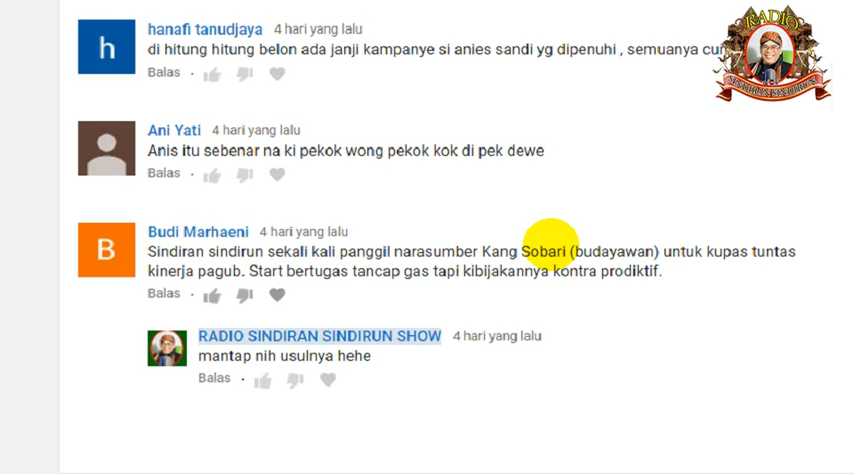 hanafi tanudjaya 4 hari yang lalu
di hitung hitung belon ada janji kampanye si anies sandi yg dipenuhi , semuanya
Balas
Ani Yati 4 hari yang lalu
Anis itu sebenar na ki pekok wong pekok kok di pek dewe
Balas
B Budi Marhaeni 4 hari yang lalu
Sindiran sindirun sekali kali panggil narasumber Kang Sobari (budayawan) untuk kupas tuntas
kinerja pagub. Start bertugas tancap gas tapi kibijakannya kontra prodiktif.
Balas
RADIO SINDIRAN SINDIRUN SHOW 4 hari yang lalu
mantap nih usulnya hehe
Balas
h
RADIO
SINDIRAN SINDIRUN